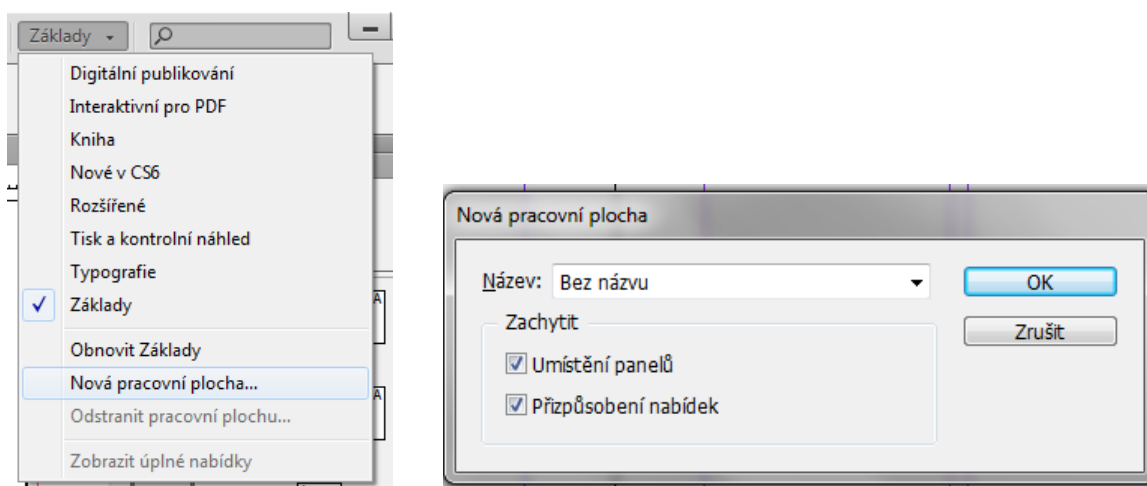 Základy
Digitální publikování
Interaktivní pro PDF
Kniha
Nové v CS6
Rozšířené
Tisk a kontrolní náhled
Typografie
Základy
Obnovit Základy
Nová pracovní plocha...
Odstranit pracovní plochu...
Zobrazit úplné nabídky
A
A
Nová pracovní plocha
Název: Bez názvu
OK
Zachytit
Zrušit
Umístění panelů
Přizpůsobení nabídek